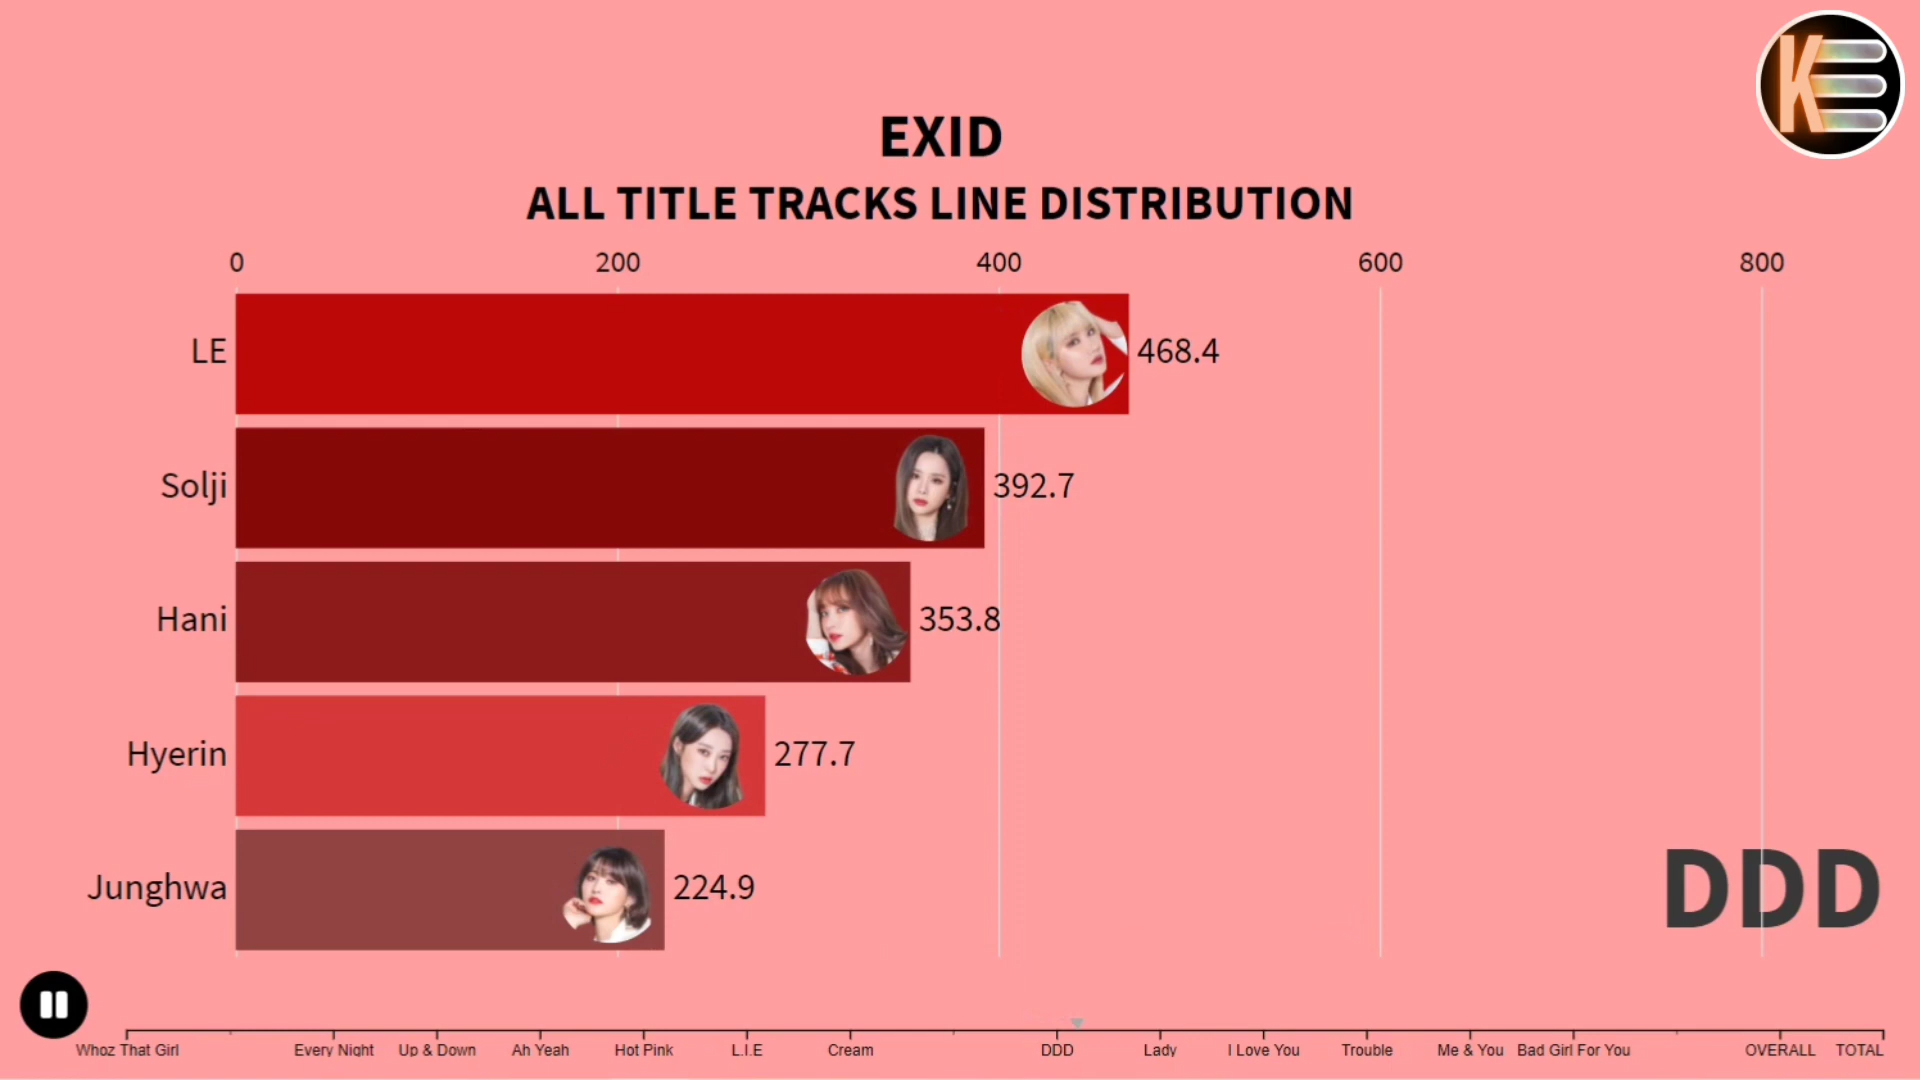 KE
EXID
ALL TITLE TRACKS LINE DISTRIBUTION
0 200 400 600 800
LE 468.4
Solji 392.7
Hani 353.8
Hyerin 277.7
Junghwa 224.9
DDD
Whoz That Girl Every Night Up & Down Ah Yeah Hot Pink L.I.E Cream DDD Lady I Love You Trouble Me & You Bad Girl For You OVERALL TOTAL